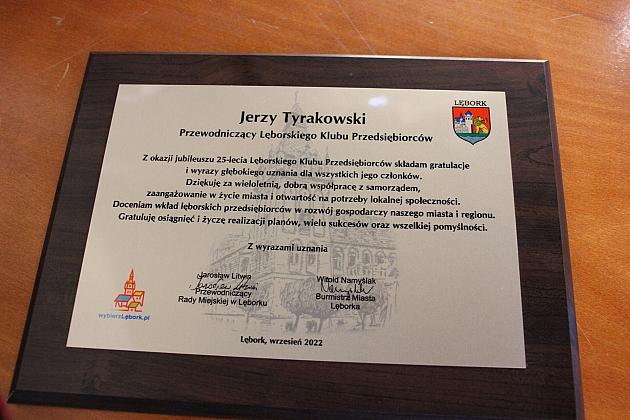 LĘBORK
Jerzy Tyrakowski
Przewodniczący Lęborskiego Klubu Przedsiębiorców
Z okazji jubileuszu 25-lecia Lęborskiego Klubu Przedsiębiorców składam gratulacje
i wyrazy głębokiego uznania dla wszystkich jego członków.
Dziękuję za wieloletnią, dobrą współpracę z samorządem,
zaangażowanie w życie miasta i otwartość na potrzeby lokalnej społeczności.
Doceniam wkład lęborskich przedsiębiorców w rozwój gospodarczy naszego miasta i regionu.
Gratuluję osiągnięć i życzę realizacji planów, wielu sukcesów oraz wszelkiej pomyślności.
Z wyrazami uznania
Jarosław Litwin
Przewodniczący
Rady Miejskiej w Lęborku
Witold Namyślak
Burmistrz Miasta
Lęborka
wybierzLębork.pl
Lębork, wrzesień 2022